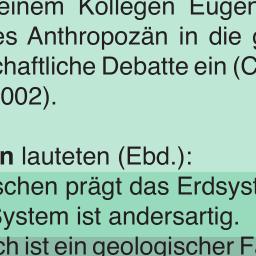 einem Kollegen Eugen
es Anthropozän in die g
chaftliche Debatte ein (C
002).
n lauteten (Ebd.):
schen prägt das Erdsyst
System ist andersartig.
ch ist ein geologischer Fa